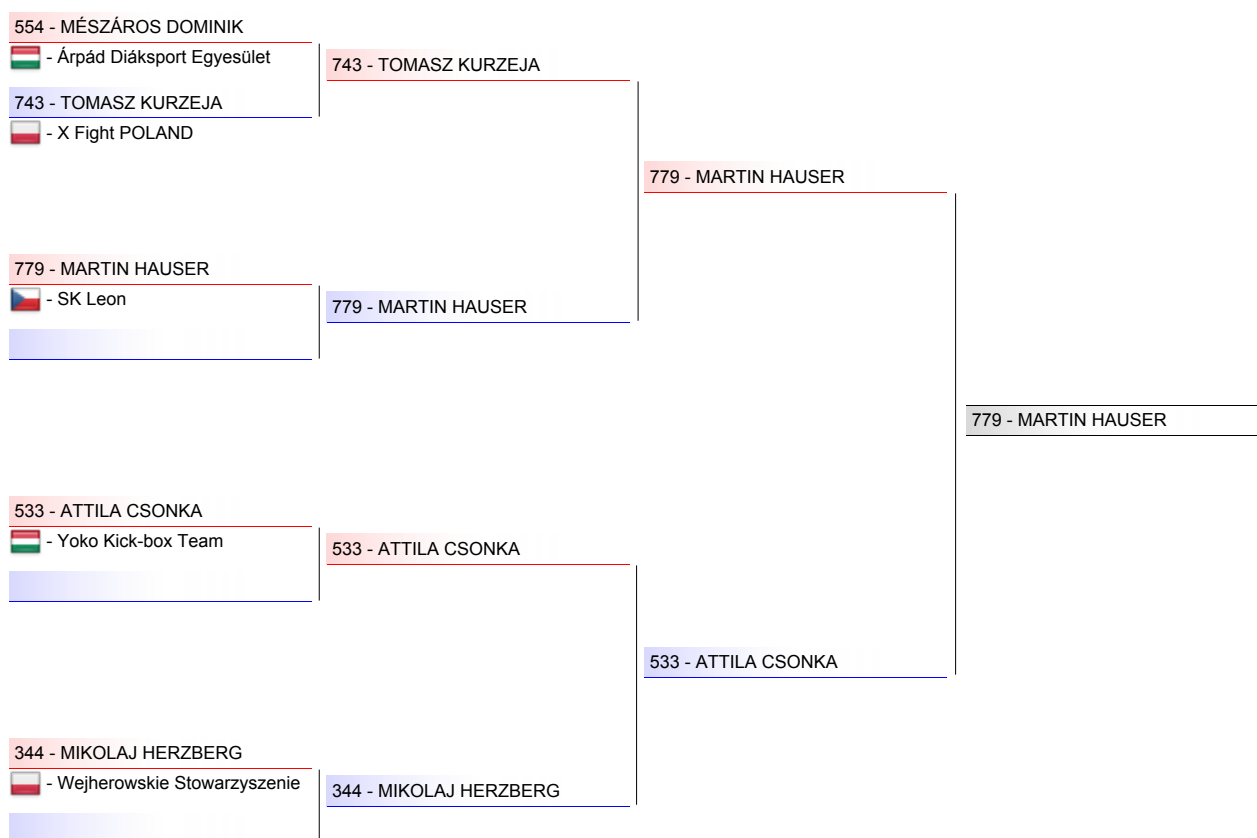 554 - MÉSZÁROS DOMINIK
- Árpád Diáksport Egyesület
743 - TOMASZ KURZEJA
- X Fight POLAND
743 - TOMASZ KURZEJA
779 - MARTIN HAUSER
779 - MARTIN HAUSER
- SK Leon
779 - MARTIN HAUSER
779 - MARTIN HAUSER
533 - ATTILA CSONKA
- Yoko Kick-box Team
533 - ATTILA CSONKA
533 - ATTILA CSONKA
344 - MIKOLAJ HERZBERG
- Wejherowskie Stowarzyszenie
344 - MIKOLAJ HERZBERG